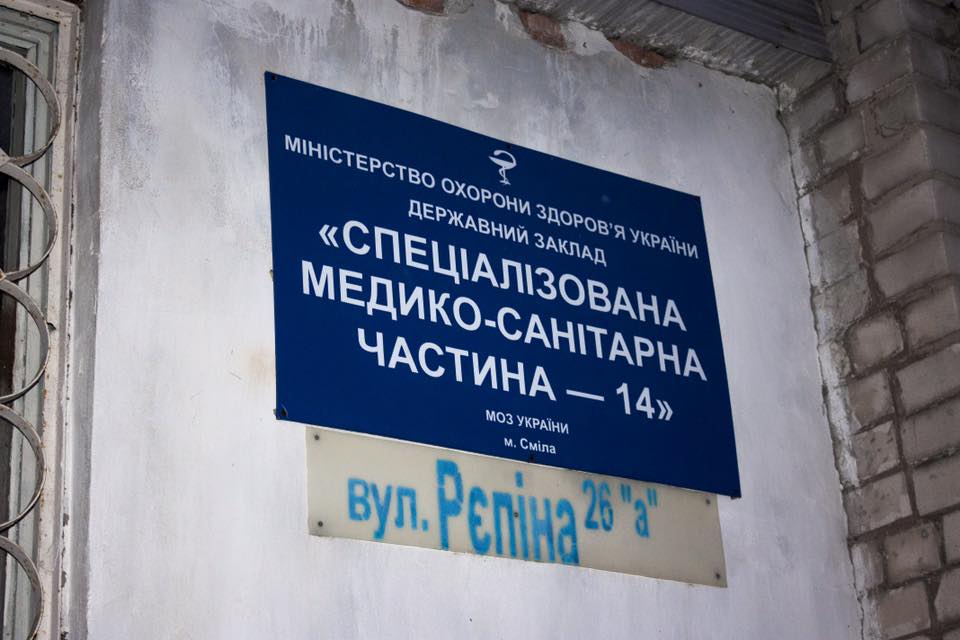 МІНІСТЕРСТВО ОХОРОНИ ЗДОРОВ'Я УКРАЇНИ
ДЕРЖАВНИЙ ЗАКЛАД
«СПЕЦІАЛІЗОВАНА
МЕДИКО-САНІТАРНА
ЧАСТИНА — 14»
МОЗ УКРАЇНИ
м. Сміла
вул. Рєпіна 26 "а"